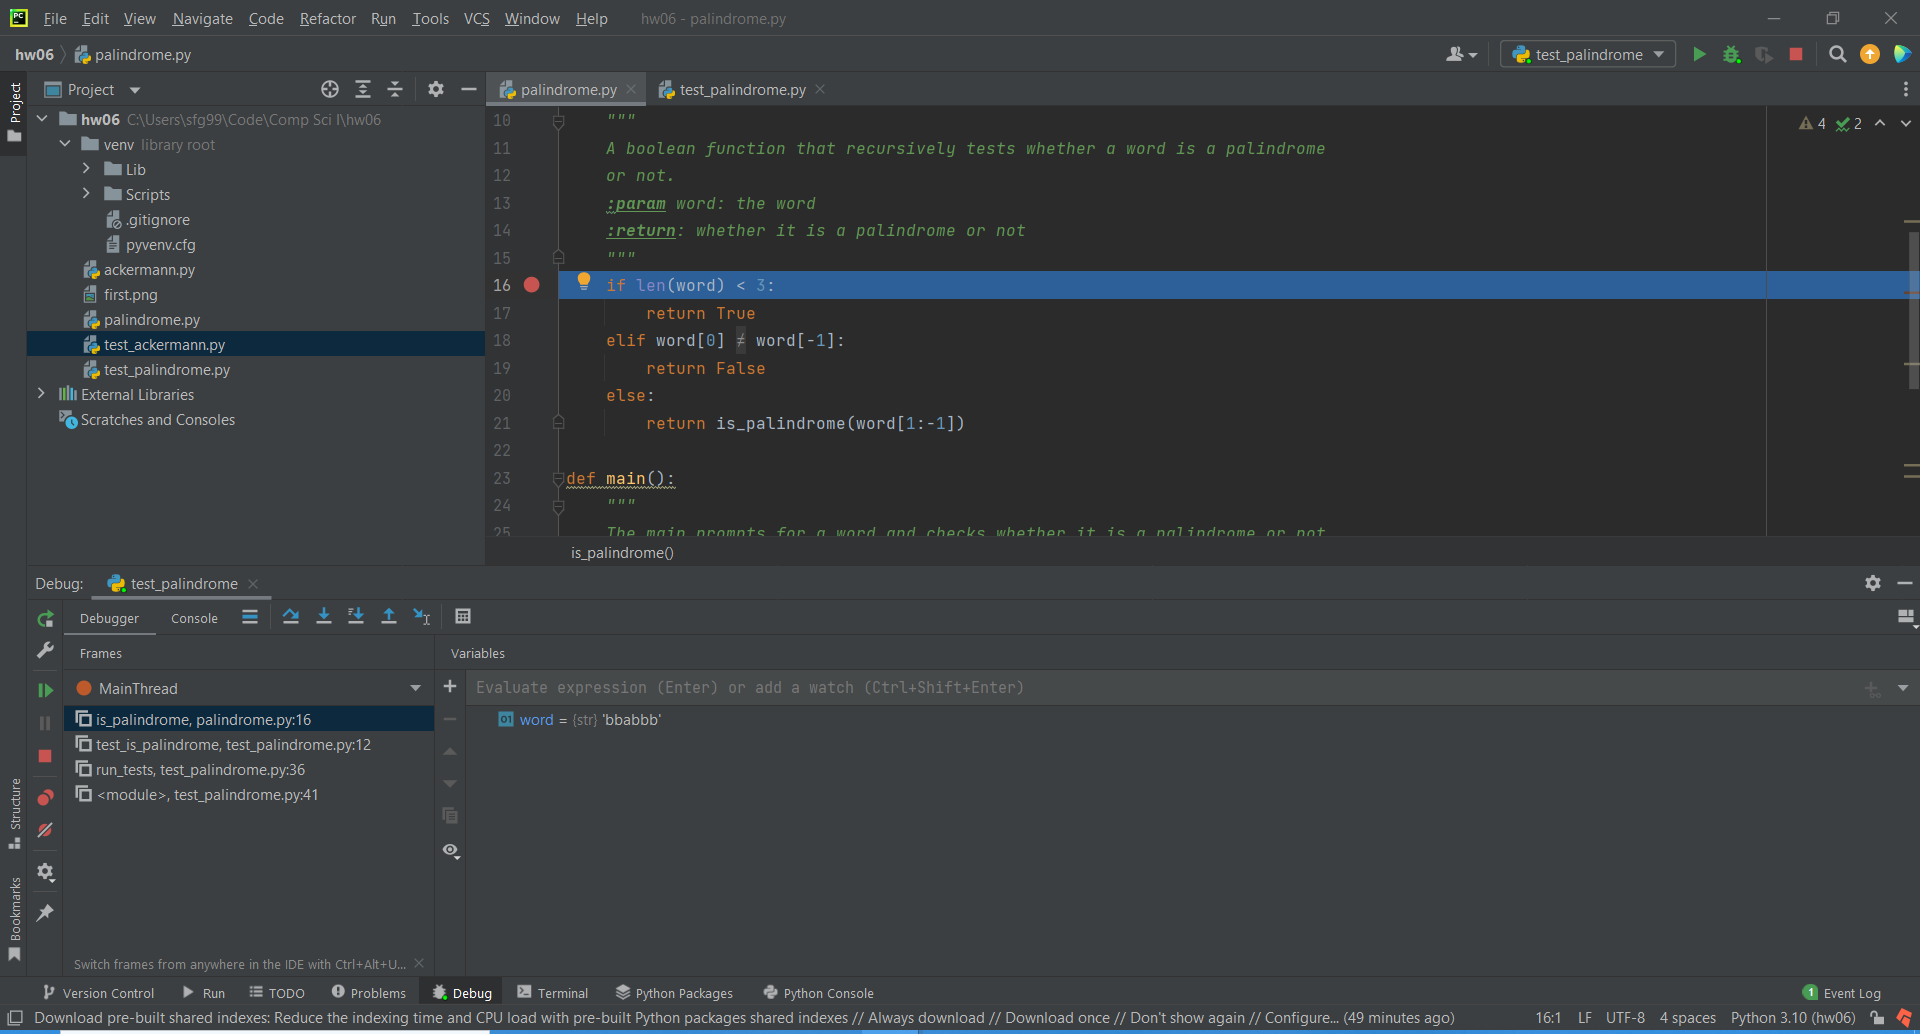 File Edit View Navigate Code Refactor Run Tools VCS Window Help hw06 - palindrome.py
hw06 palindrome.py test_palindrome
Project
Project
palindrome.py
test_palindrome.py
hw06 C:\Users\sfg99\Code\Comp Sci I\hw06
venv library root
Lib
Scripts
.gitignore
pyvenv.cfg
ackermann.py
first.png
palindrome.py
test_ackermann.py
test_palindrome.py
External Libraries
Scratches and Consoles
4 2
10 """
11 A boolean function that recursively tests whether a word is a palindrome
12 or not.
13 :param word: the word
14 :return: whether it is a palindrome or not
15 """
16 if len(word) < 3:
17 return True
18 elif word[0] ≠ word[-1]:
19 return False
20 else:
21 return is_palindrome(word[1:-1])
22
23 def main():
24 """
25 The main prompts for a word and checks whether it is a palindrome or not
is_palindrome()
Debug: test_palindrome
Debugger Console
Frames
Variables
MainThread
Evaluate expression (Enter) or add a watch (Ctrl+Shift+Enter)
is_palindrome, palindrome.py:16
test_is_palindrome, test_palindrome.py:12
run_tests, test_palindrome.py:36
<module>, test_palindrome.py:41
01 word = {str} 'bbabbb'
Structure
Bookmarks
Switch frames from anywhere in the IDE with Ctrl+Alt+U...
Version Control Run TODO Problems Debug Terminal Python Packages Python Console 1 Event Log
Download pre-built shared indexes: Reduce the indexing time and CPU load with pre-built Python packages shared indexes // Always download // Download once // Don't show again // Configure... (49 minutes ago) 16:1 LF UTF-8 4 spaces Python 3.10 (hw06)